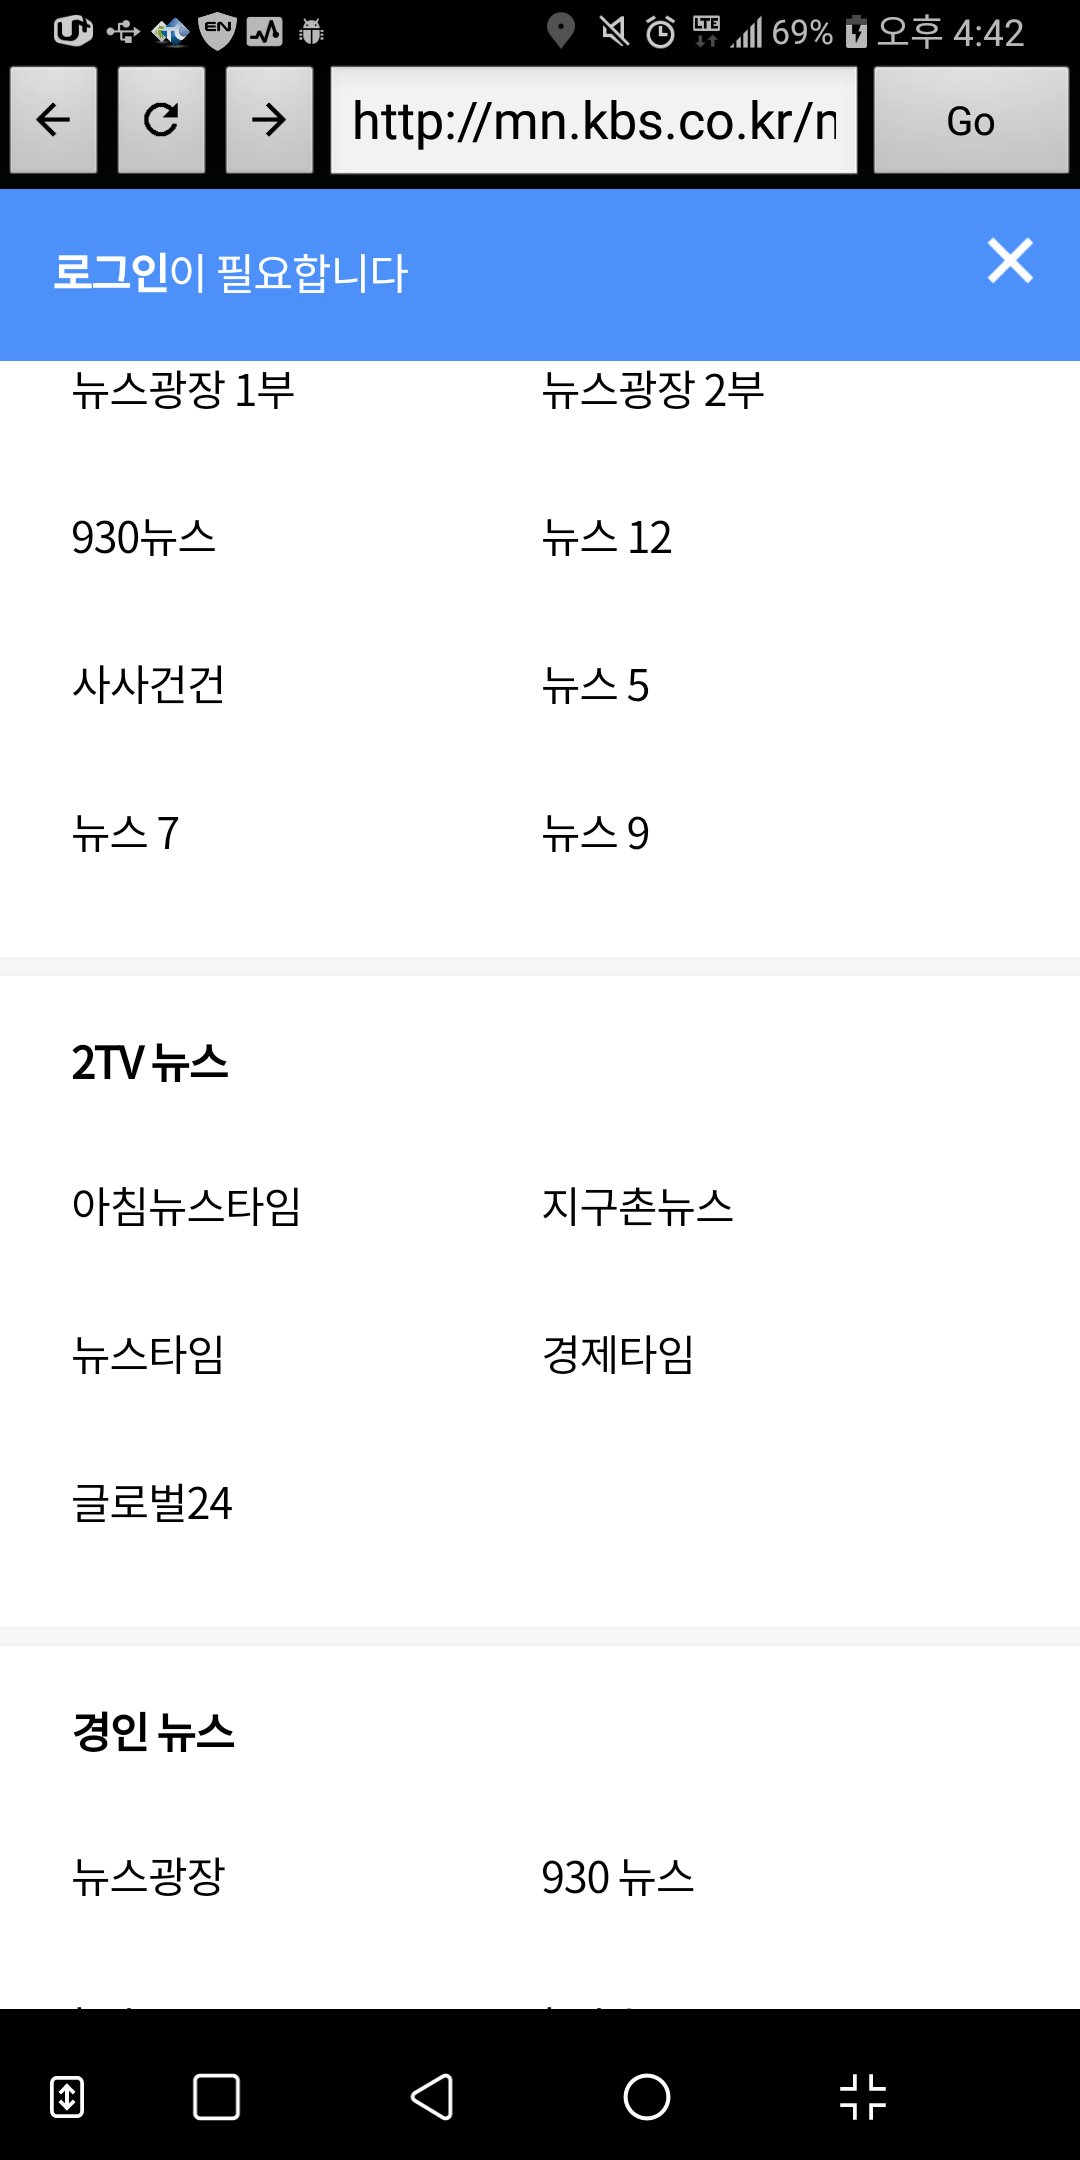 EN
LTE
69%
오후 4:42
http://mn.kbs.co.kr/n
Go
로그인이 필요합니다
뉴스광장 1부
뉴스광장 2부
930뉴스
뉴스 12
사사건건
뉴스 5
뉴스 7
뉴스 9
2TV 뉴스
아침뉴스타임
지구촌뉴스
뉴스타임
경제타임
글로벌24
경인 뉴스
뉴스광장
930 뉴스